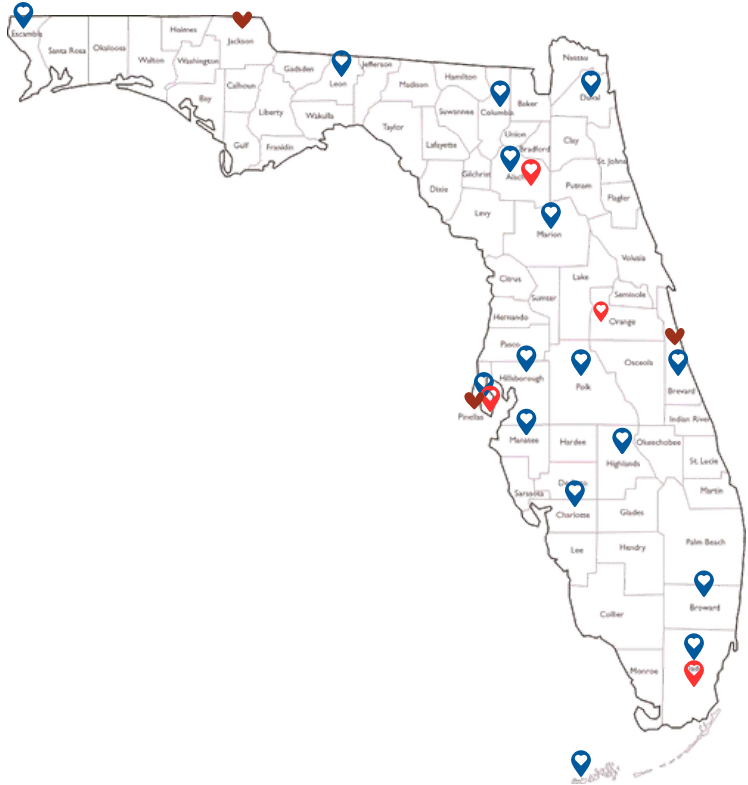 Escambia
Santa Rosa
Okaloosa
Walton
Holmes
Washington
Jackson
Bay
Calhoun
Gulf
Liberty
Gadsden
Franklin
Leon
Wakulla
Jefferson
Madison
Taylor
Hamilton
Suwannee
Lafayette
Dixie
Columbia
Gilchrist
Levy
Baker
Union
Bradford
Nassau
Duval
Clay
St. Johns
Putnam
Flagler
Marion
Volusia
Citrus
Sumter
Lake
Hernando
Seminole
Orange
Pasco
Hillsborough
Pinellas
Polk
Osceola
Brevard
Indian River
Manatee
Hardee
Highlands
Okeechobee
St. Lucie
Sarasota
Charlotte
Glades
Martin
Lee
Hendry
Palm Beach
Collier
Broward
Monroe